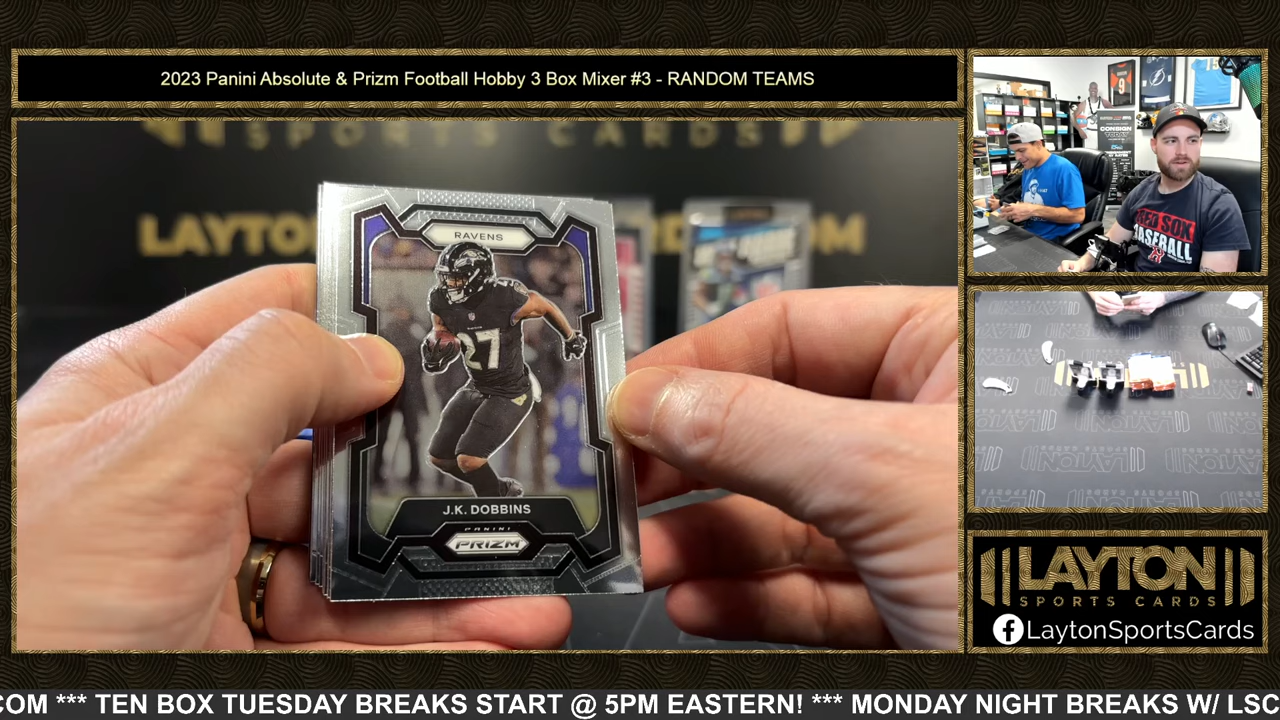 2023 Panini Absolute & Prizm Football Hobby 3 Box Mixer #3 - RANDOM TEAMS
RAVENS
27
J.K. DOBBINS
PANINI
PRIZM
CONSIGN
RED SOX
BASEBALL
LAYTON
SPORTS CARDS
LaytonSportsCards
COM *** TEN BOX TUESDAY BREAKS START @ 5PM EASTERN! *** MONDAY NIGHT BREAKS W/ LSC